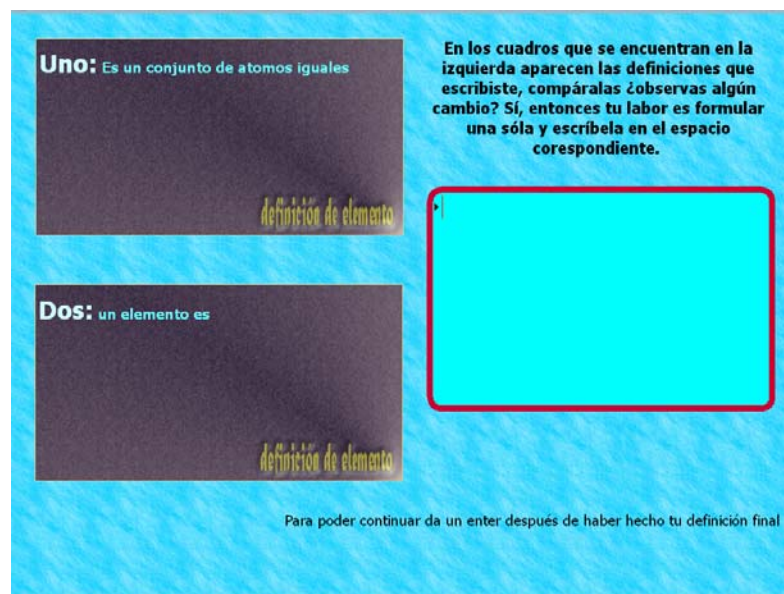 Uno: Es un conjunto de atomos iguales
definición de elemento
Dos: un elemento es
definición de elemento
En los cuadros que se encuentran en la
izquierda aparecen las definiciones que
escribiste, compáralas ¿observas algún
cambio? Sí, entonces tu labor es formular
una sóla y escríbela en el espacio
corespondiente.
Para poder continuar da un enter después de haber hecho tu definición final